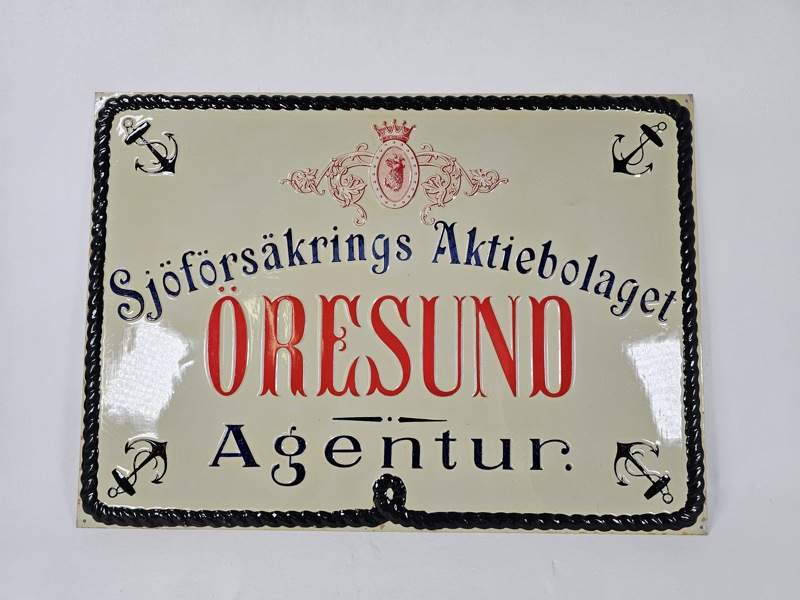 Sjöförsäkrings Aktiebolaget
ÖRESUND
Agentur.